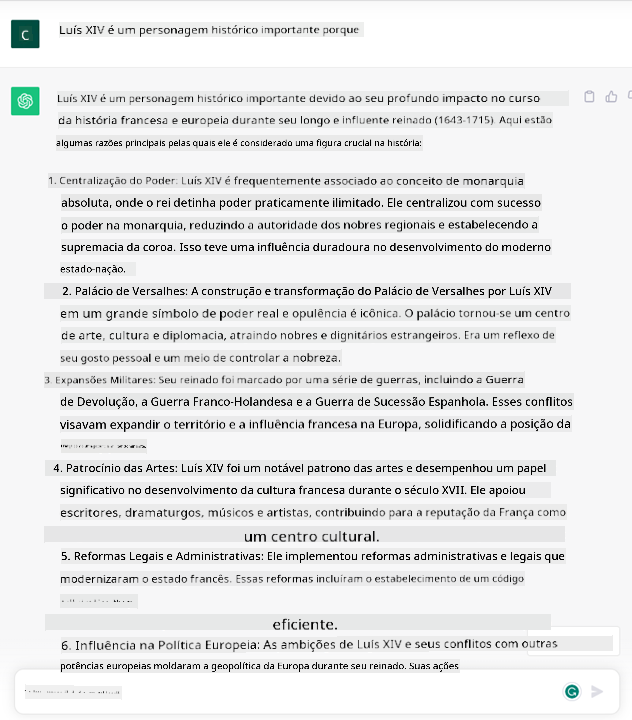 C
Luís XIV é um personagem histórico importante porque
Luís XIV é um personagem histórico importante devido ao seu profundo impacto no curso
da história francesa e europeia durante seu longo e influente reinado (1643-1715). Aqui estão
algumas razões principais pelas quais ele é considerado uma figura crucial na história:
1. Centralização do Poder: Luís XIV é frequentemente associado ao conceito de monarquia
absoluta, onde o rei detinha poder praticamente ilimitado. Ele centralizou com sucesso
o poder na monarquia, reduzindo a autoridade dos nobres regionais e estabelecendo a
supremacia da coroa. Isso teve uma influência duradoura no desenvolvimento do moderno
estado-nação.
2. Palácio de Versalhes: A construção e transformação do Palácio de Versalhes por Luís XIV
em um grande símbolo de poder real e opulência é icônica. O palácio tornou-se um centro
de arte, cultura e diplomacia, atraindo nobres e dignitários estrangeiros. Era um reflexo de
seu gosto pessoal e um meio de controlar a nobreza.
3. Expansões Militares: Seu reinado foi marcado por uma série de guerras, incluindo a Guerra
de Devolução, a Guerra Franco-Holandesa e a Guerra de Sucessão Espanhola. Esses conflitos
visavam expandir o território e a influência francesa na Europa, solidificando a posição da
4. Patrocínio das Artes: Luís XIV foi um notável patrono das artes e desempenhou um papel
significativo no desenvolvimento da cultura francesa durante o século XVII. Ele apoiou
escritores, dramaturgos, músicos e artistas, contribuindo para a reputação da França como
um centro cultural.
5. Reformas Legais e Administrativas: Ele implementou reformas administrativas e legais que
modernizaram o estado francês. Essas reformas incluíram o estabelecimento de um código
eficiente.
6. Influência na Política Europeia: As ambições de Luís XIV e seus conflitos com outras
potências europeias moldaram a geopolítica da Europa durante seu reinado. Suas ações